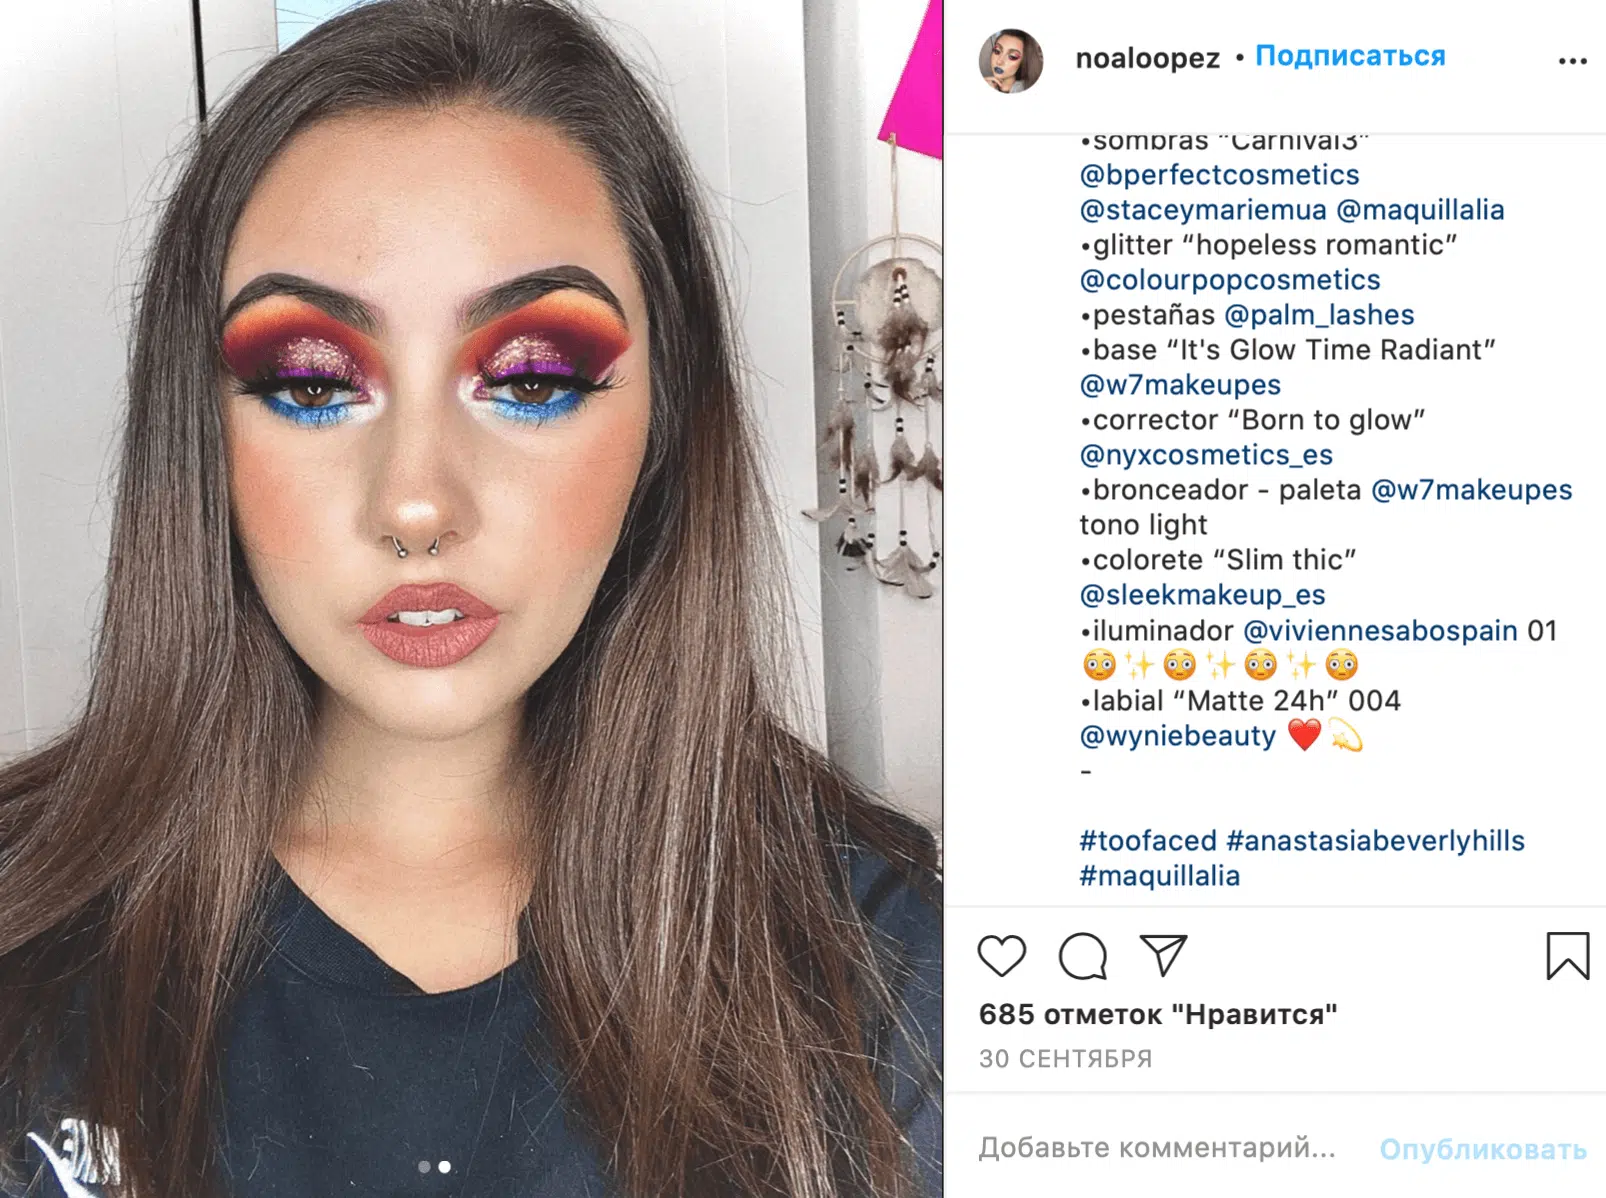 noaloopez • Подписаться
•sombras “Carnival3”
@bperfectcosmetics
@staceymariemua @maquillalia
•glitter “hopeless romantic”
@colourpopcosmetics
•pestañas @palm_lashes
•base “It's Glow Time Radiant”
@w7makeupes
•corrector “Born to glow”
@nyxcosmetics_es
•bronceador - paleta @w7makeupes
tono light
•colorete “Slim thic”
@sleekmakeup_es
•iluminador @viviennesabospain 01
😳✨😳✨😳✨😳
•labial “Matte 24h” 004
@wyniebeauty ❤️💫
-
#toofaced #anastasiabeverlyhills
#maquillalia
685 отметок "Нравится"
30 СЕНТЯБРЯ
Добавьте комментарий... Опубликовать